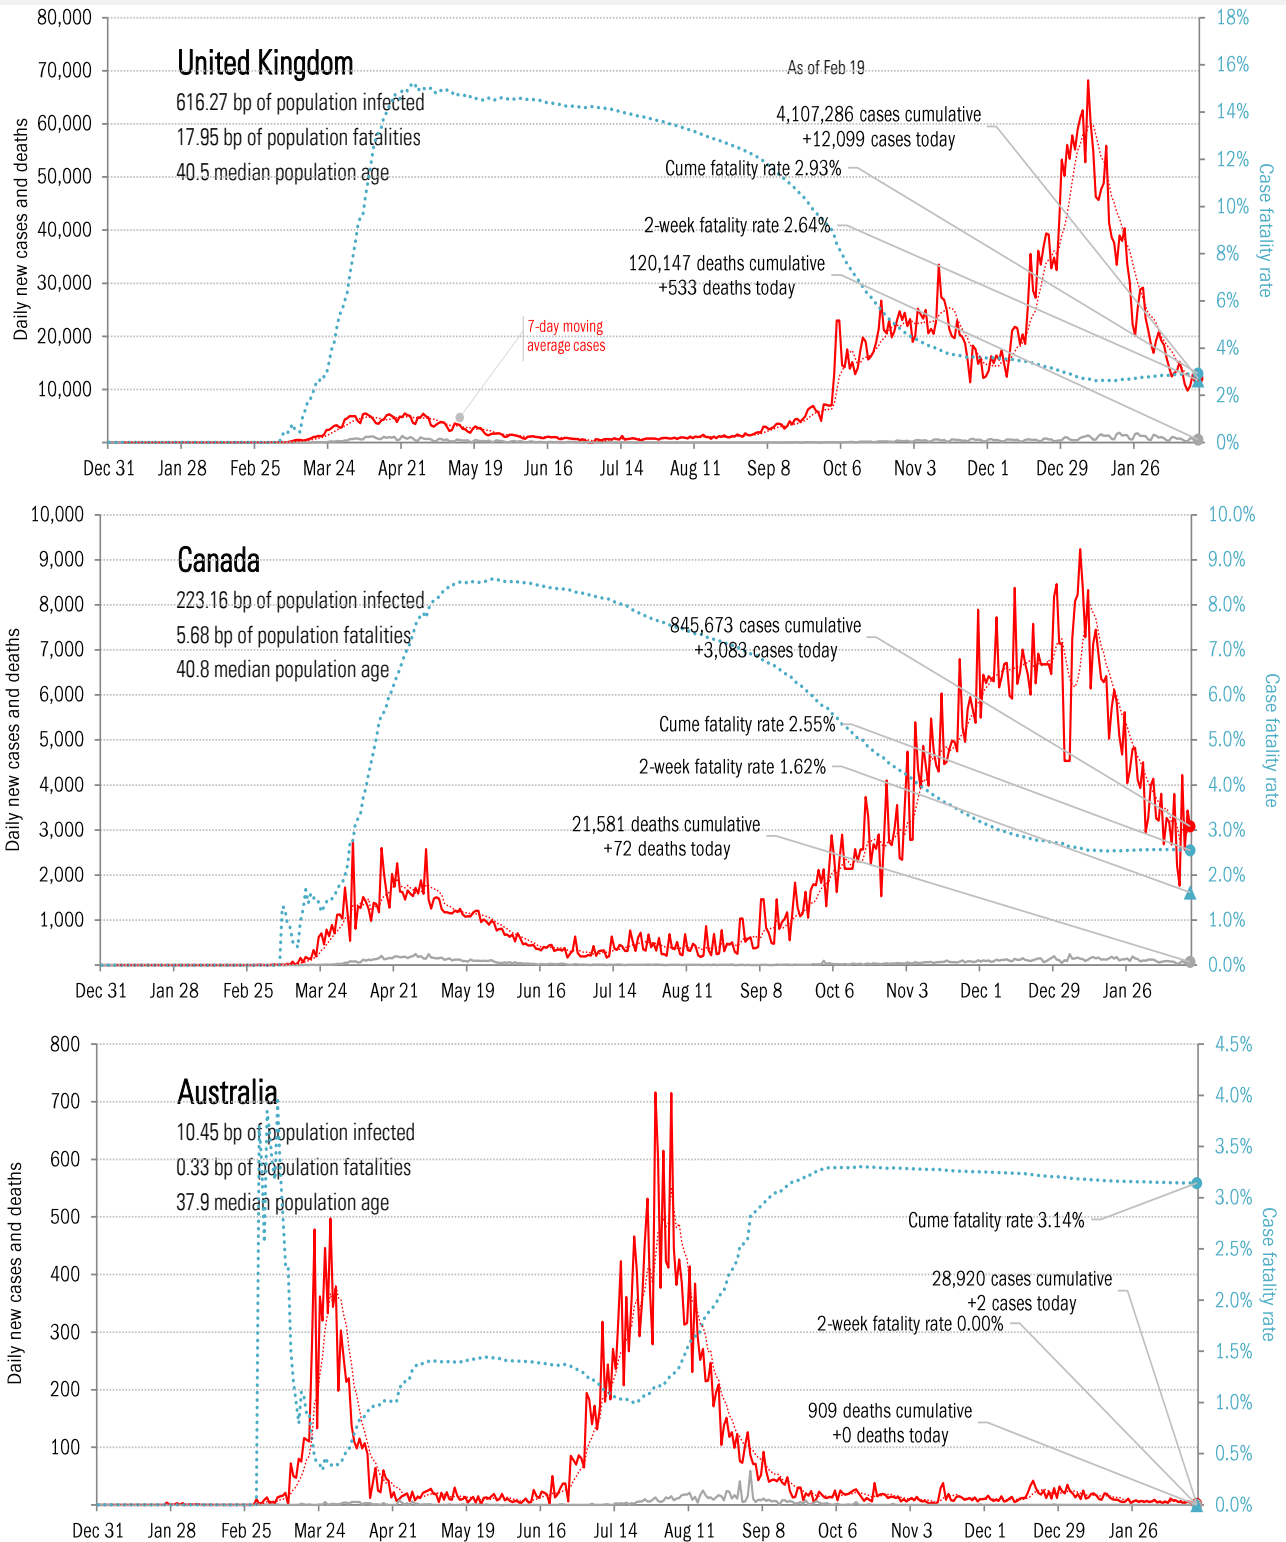 80,000
70,000
60,000
50,000
40,000
30,000
20,000
10,000
Daily new cases and deaths
United Kingdom
616.27 bp of population infected
17.95 bp of population fatalities
40.5 median population age
As of Feb 19
4,107,286 cases cumulative
+12,099 cases today
Cume fatality rate 2.93%
2-week fatality rate 2.64%
120,147 deaths cumulative
+533 deaths today
7-day moving
average cases
18%
16%
14%
12%
10%
8%
6%
4%
2%
0%
Case fatality rate
Dec 31 Jan 28 Feb 25 Mar 24 Apr 21 May 19 Jun 16 Jul 14 Aug 11 Sep 8 Oct 6 Nov 3 Dec 1 Dec 29 Jan 26
10,000
9,000
8,000
7,000
6,000
5,000
4,000
3,000
2,000
1,000
Daily new cases and deaths
Canada
223.16 bp of population infected
5.68 bp of population fatalities
40.8 median population age
845,673 cases cumulative
+3,083 cases today
Cume fatality rate 2.55%
2-week fatality rate 1.62%
21,581 deaths cumulative
+72 deaths today
10.0%
9.0%
8.0%
7.0%
6.0%
5.0%
4.0%
3.0%
2.0%
1.0%
0.0%
Case fatality rate
Dec 31 Jan 28 Feb 25 Mar 24 Apr 21 May 19 Jun 16 Jul 14 Aug 11 Sep 8 Oct 6 Nov 3 Dec 1 Dec 29 Jan 26
800
700
600
500
400
300
200
100
Daily new cases and deaths
Australia
10.45 bp of population infected
0.33 bp of population fatalities
37.9 median population age
Cume fatality rate 3.14%
28,920 cases cumulative
+2 cases today
2-week fatality rate 0.00%
909 deaths cumulative
+0 deaths today
4.5%
4.0%
3.5%
3.0%
2.5%
2.0%
1.5%
1.0%
0.5%
0.0%
Case fatality rate
Dec 31 Jan 28 Feb 25 Mar 24 Apr 21 May 19 Jun 16 Jul 14 Aug 11 Sep 8 Oct 6 Nov 3 Dec 1 Dec 29 Jan 26